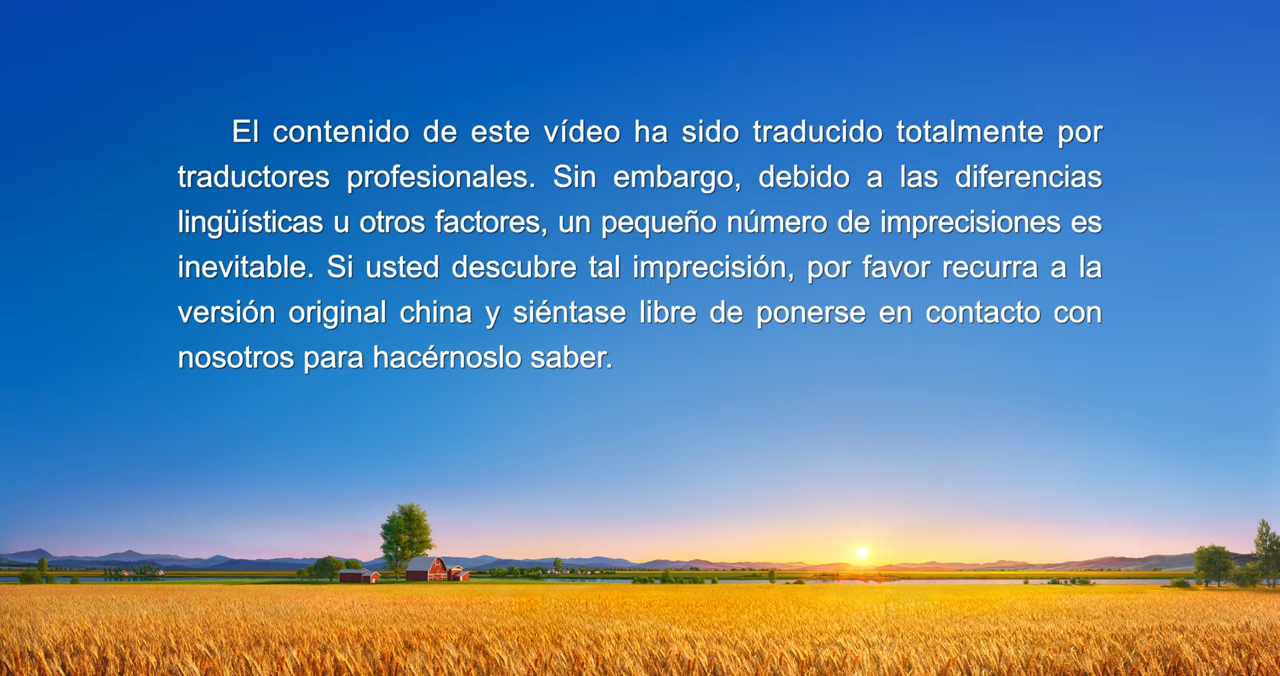 El contenido de este vídeo ha sido traducido totalmente por
traductores profesionales. Sin embargo, debido a las diferencias
lingüísticas u otros factores, un pequeño número de imprecisiones es
inevitable. Si usted descubre tal imprecisión, por favor recurra a la
versión original china y siéntase libre de ponerse en contacto con
nosotros para hacérnoslo saber.